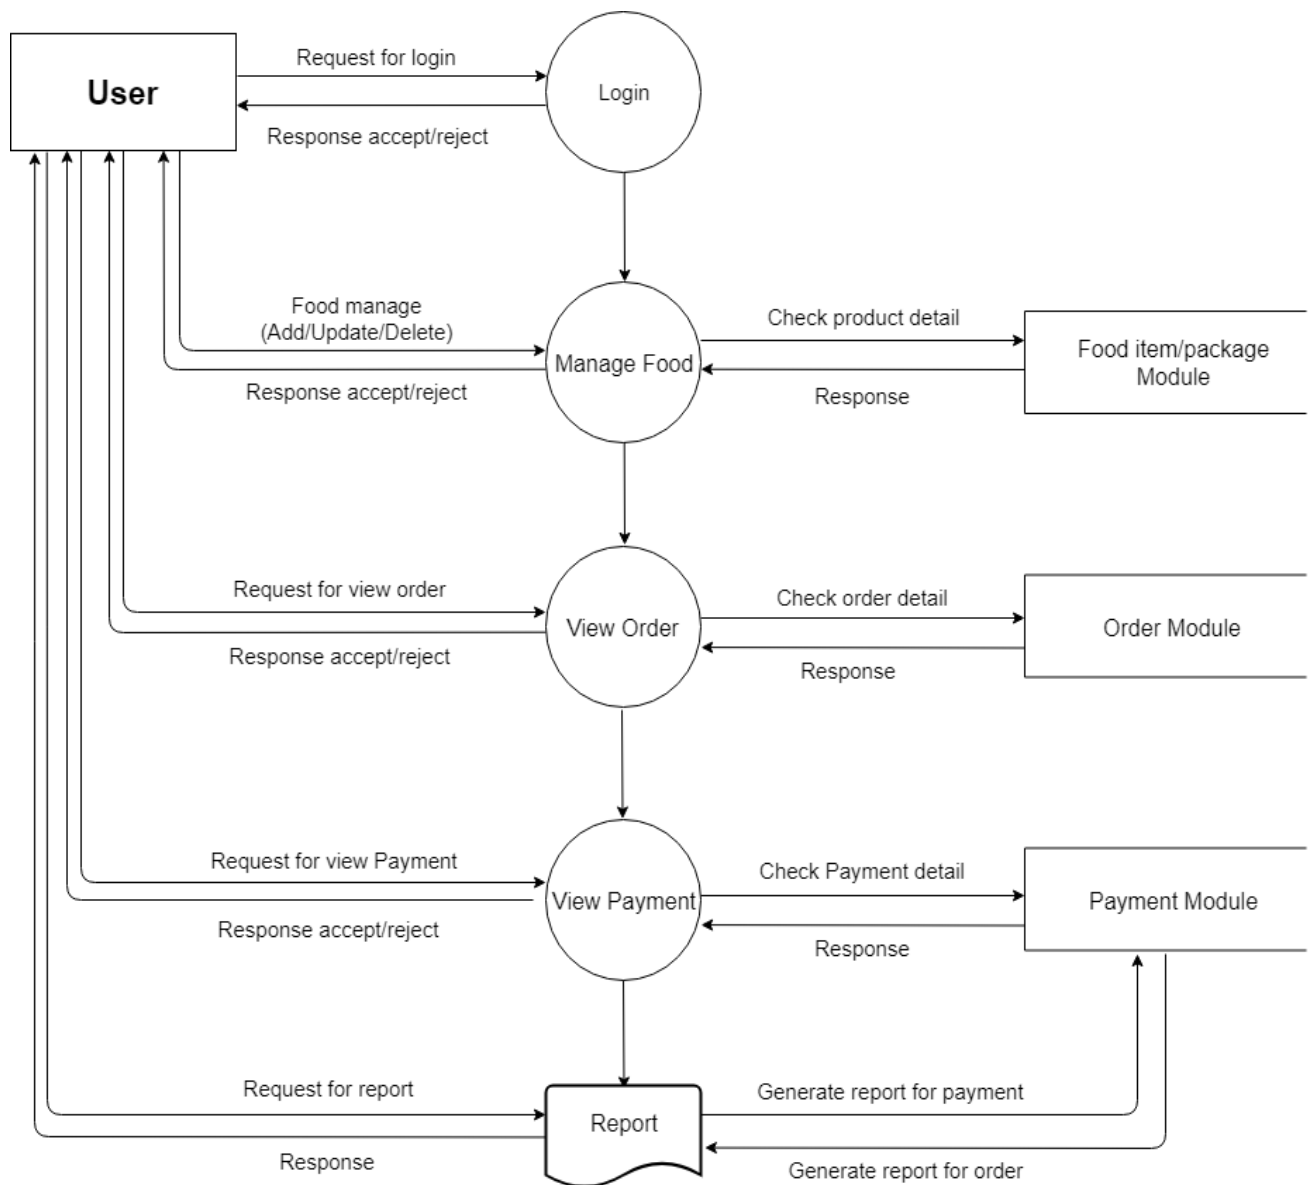 User
Request for login
Response accept/reject
Login
Food manage
(Add/Update/Delete)
Response accept/reject
Manage Food
Check product detail
Response
Food item/package
Module
Request for view order
Response accept/reject
View Order
Check order detail
Response
Order Module
Request for view Payment
Response accept/reject
View Payment
Check Payment detail
Response
Payment Module
Request for report
Response
Report
Generate report for payment
Generate report for order